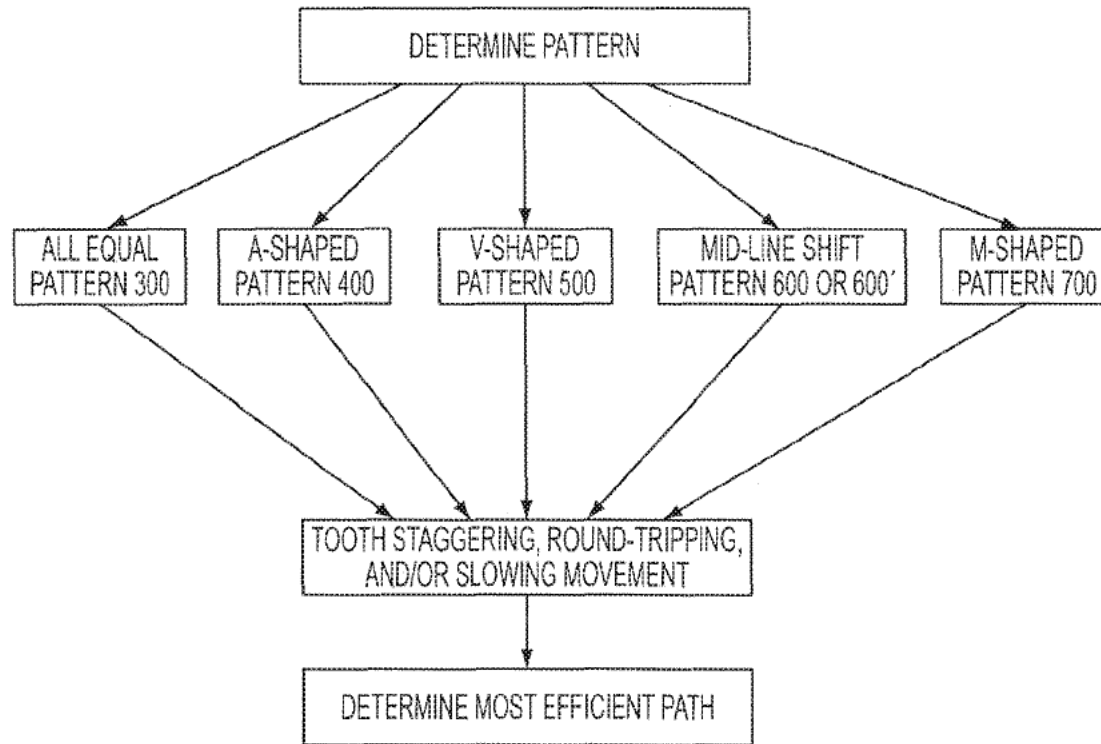 DETERMINE PATTERN
ALL EQUAL
PATTERN 300
A-SHAPED
PATTERN 400
V-SHAPED
PATTERN 500
MID-LINE SHIFT
PATTERN 600 OR 600'
M-SHAPED
PATTERN 700
TOOTH STAGGERING, ROUND-TRIPPING,
AND/OR SLOWING MOVEMENT
DETERMINE MOST EFFICIENT PATH